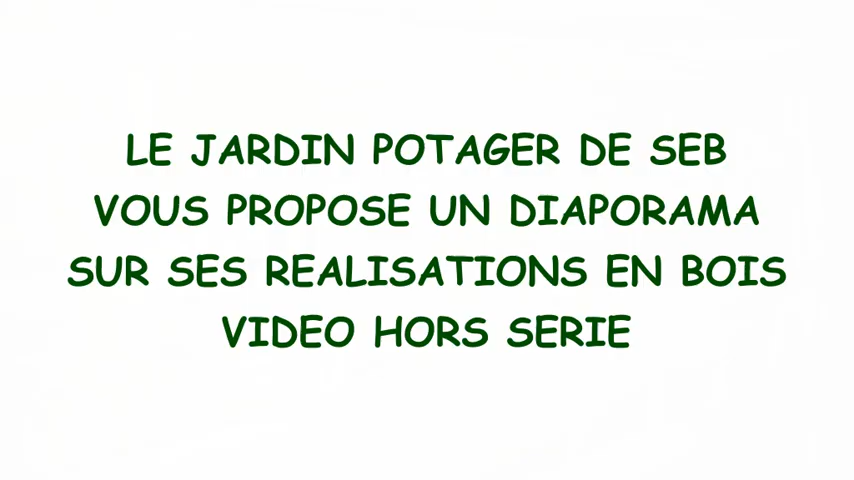 LE JARDIN POTAGER DE SEB
VOUS PROPOSE UN DIAPORAMA
SUR SES REALISATIONS EN BOIS
VIDEO HORS SERIE